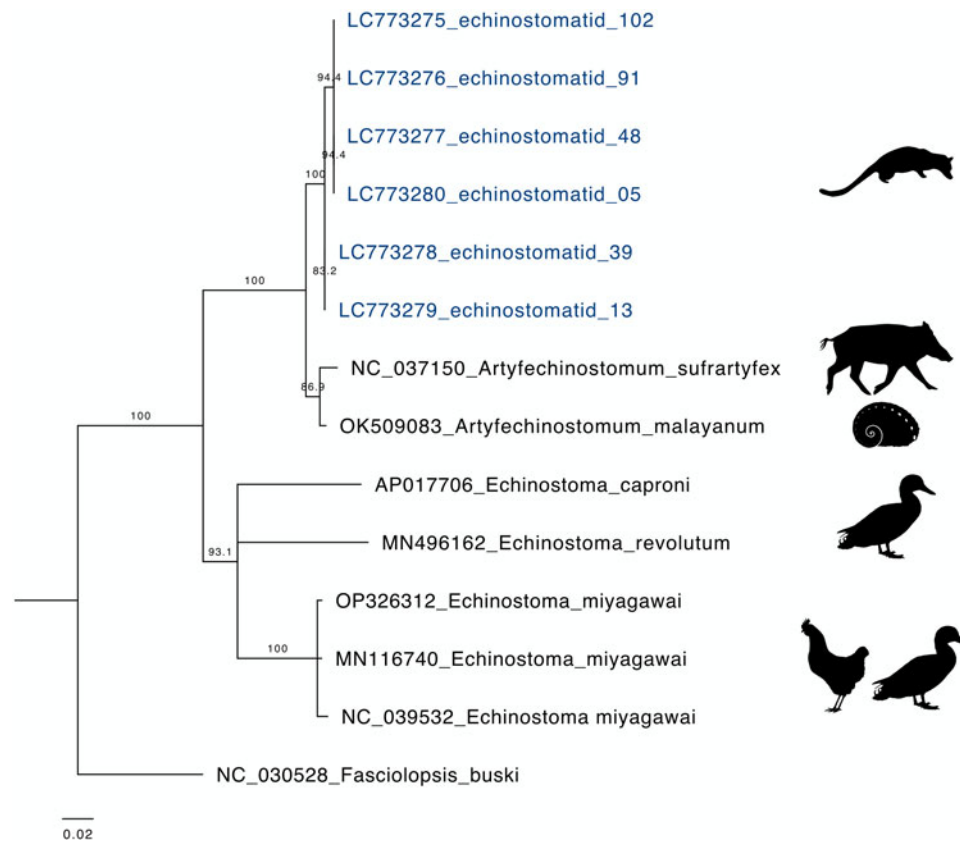 LC773275_echinostomatid_102
94.4
LC773276_echinostomatid_91
LC773277_echinostomatid_48
94.4
100
LC773280_echinostomatid_05
LC773278_echinostomatid_39
83.2
100
LC773279_echinostomatid_13
NC_037150_Artyfechinostomum_sufrartyfex
86.9
100
OK509083_Artyfechinostomum_malayanum
AP017706_Echinostoma_caproni
MN496162_Echinostoma_revolutum
93.1
OP326312_Echinostoma_miyagawai
100
MN116740_Echinostoma_miyagawai
NC_039532_Echinostoma miyagawai
NC_030528_Fasciolopsis_buski
0.02